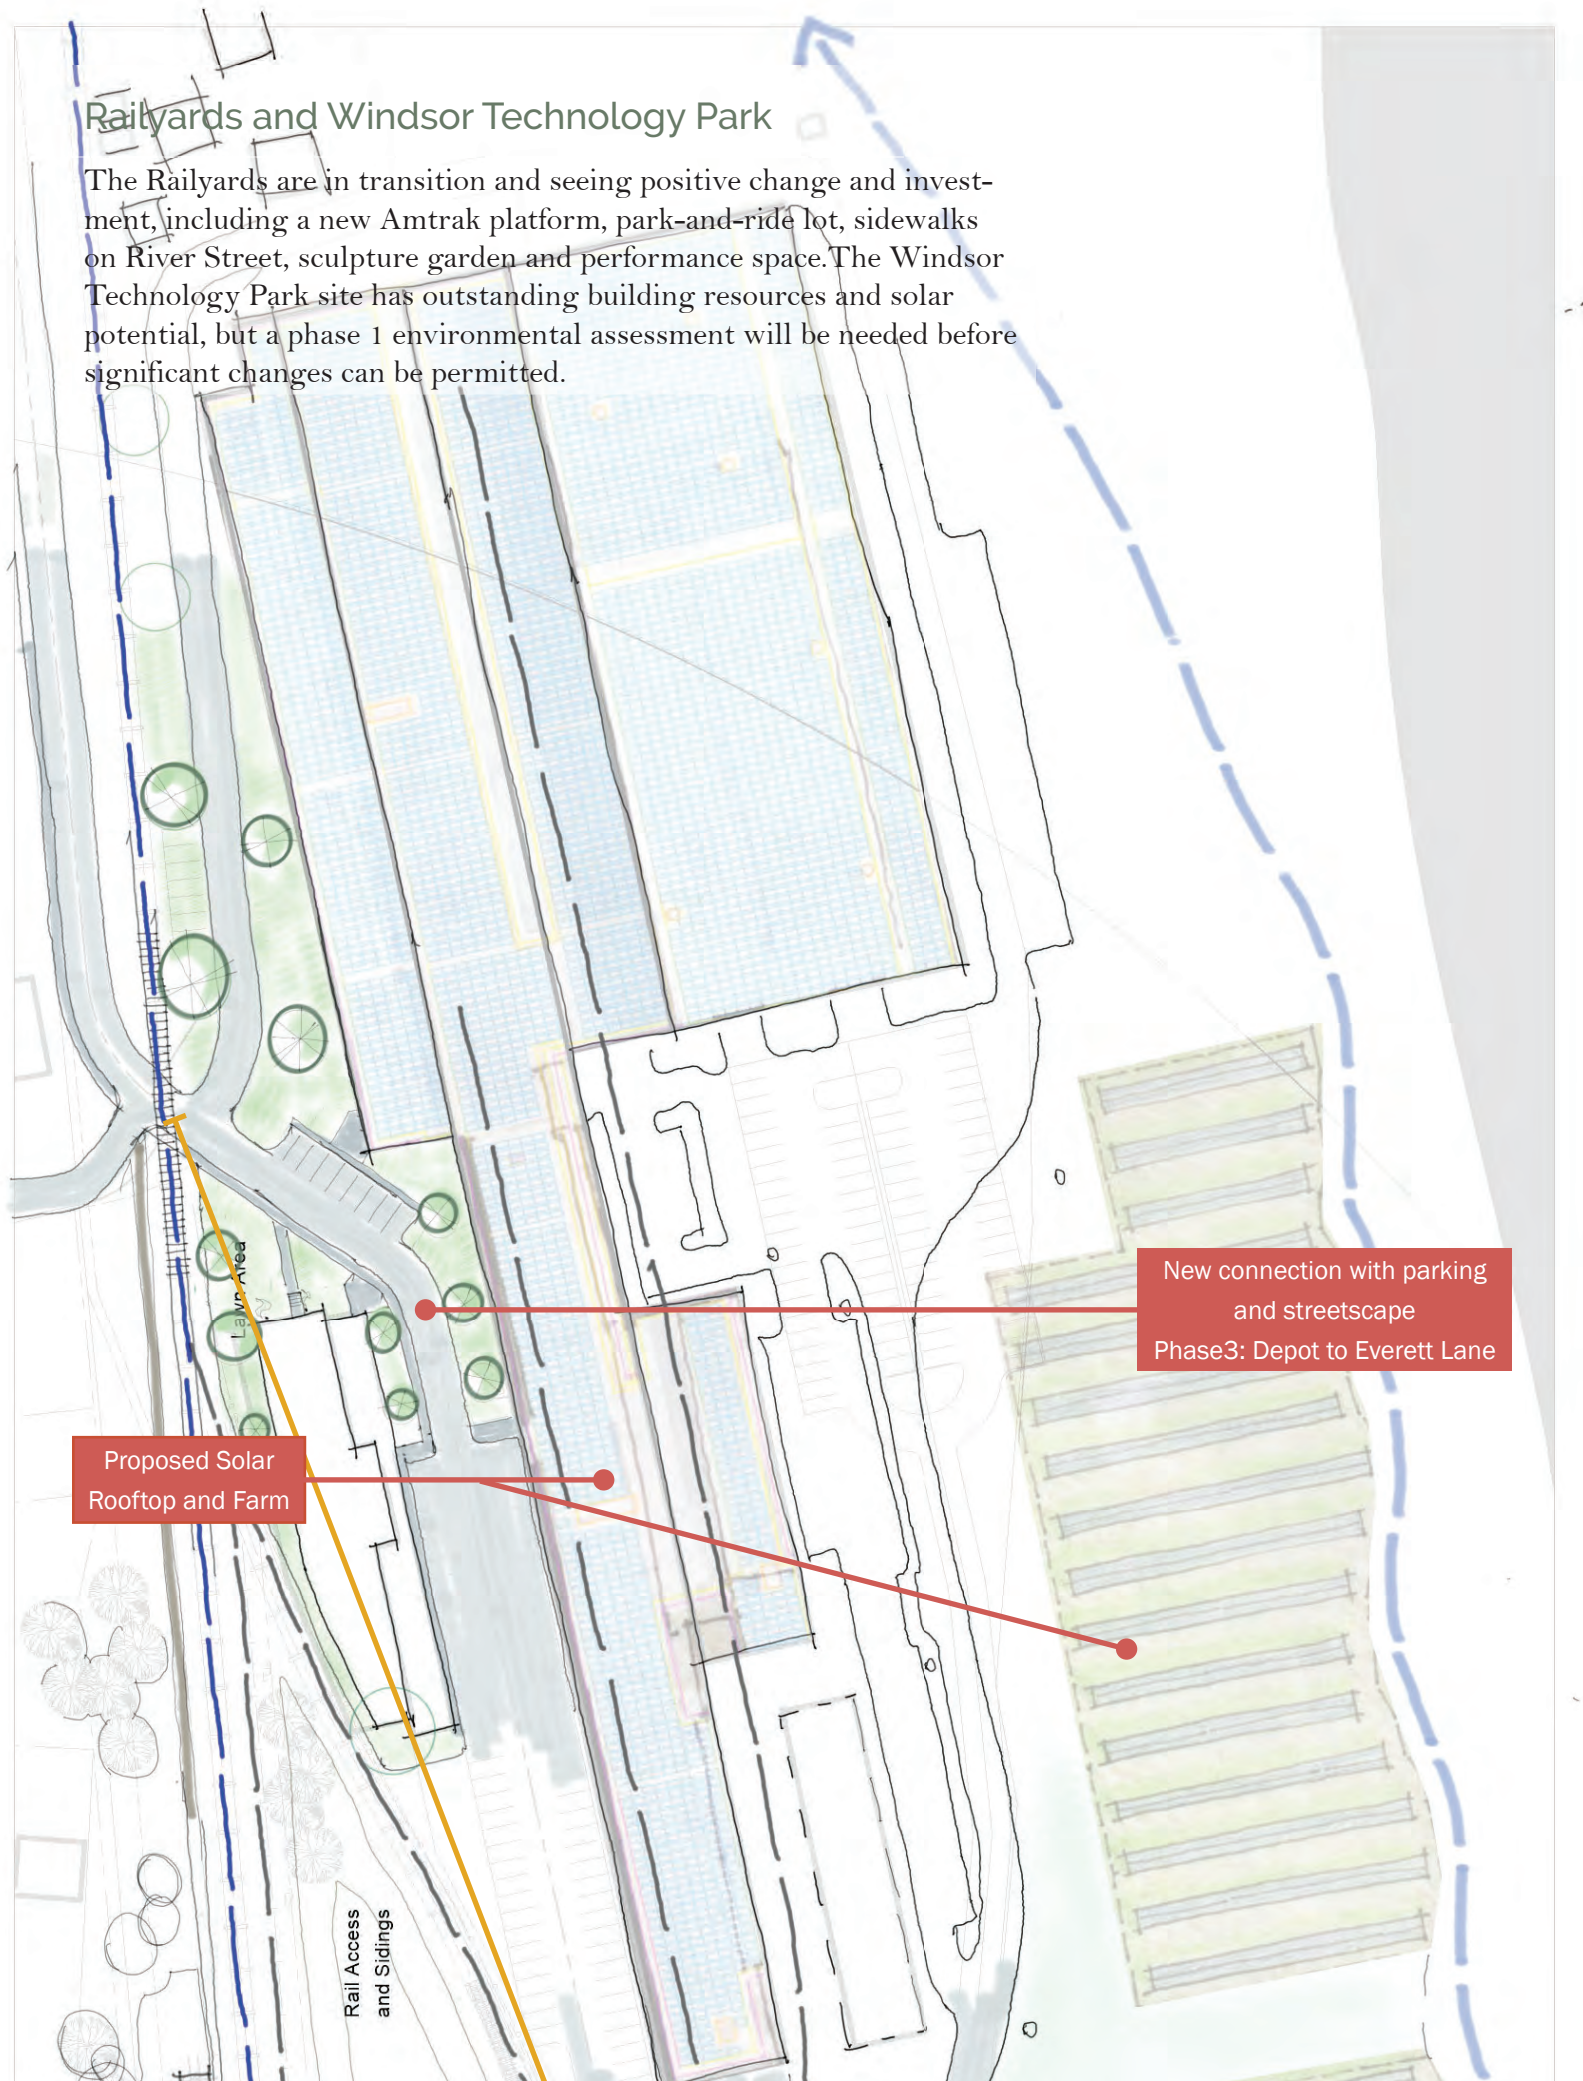 Railyards and Windsor Technology Park
The Railyards are in transition and seeing positive change and invest-
ment, including a new Amtrak platform, park-and-ride lot, sidewalks
on River Street, sculpture garden and performance space.The Windsor
Technology Park site has outstanding building resources and solar
potential, but a phase 1 environmental assessment will be needed before
significant changes can be permitted.
Lawn Area
New connection with parking
and streetscape
Phase3: Depot to Everett Lane
Proposed Solar
Rooftop and Farm
Rail Access
and Sidings